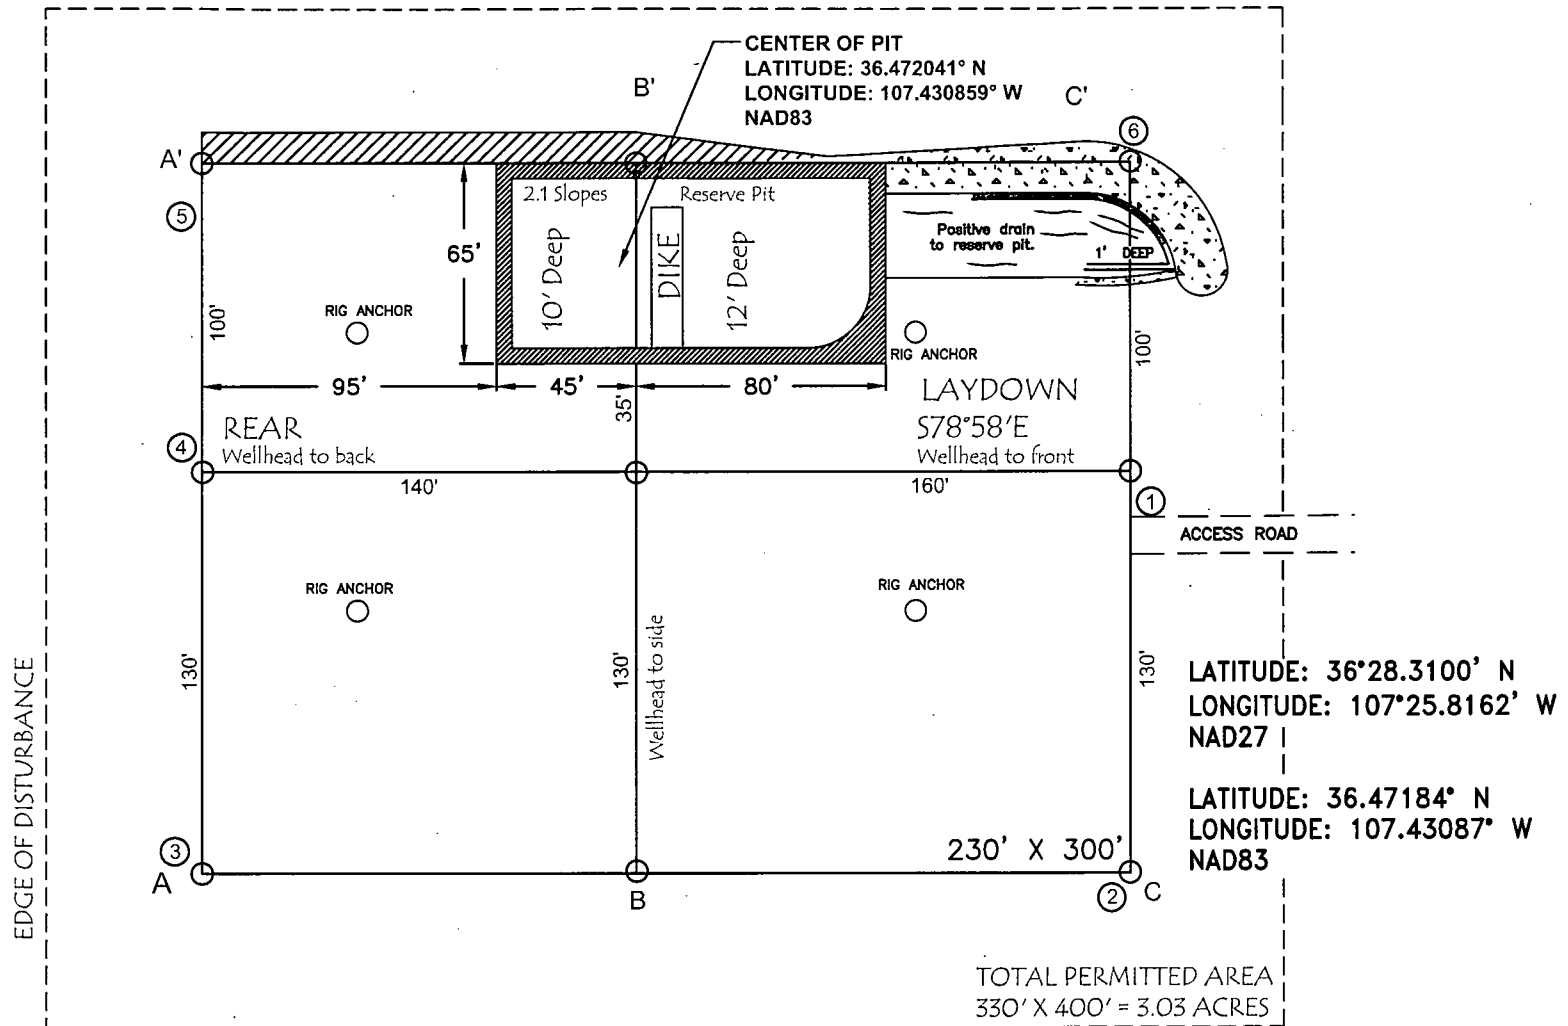 CENTER OF PIT
LATITUDE: 36.472041° N
LONGITUDE: 107.430859° W
NAD83
B'
C'
6
A'
5
2.1 Slopes
Reserve Pit
65'
10' Deep
DIKE
12' Deep
Positive drain
to reserve pit.
1' DEEP
100'
RIG ANCHOR
RIG ANCHOR
100'
95'
45'
80'
35'
LAYDOWN
S78°58'E
Wellhead to front
REAR
Wellhead to back
4
140'
160'
1
ACCESS ROAD
RIG ANCHOR
RIG ANCHOR
130'
130'
Wellhead to side
130'
LATITUDE: 36°28.3100' N
LONGITUDE: 107°25.8162' W
NAD27
LATITUDE: 36.47184° N
LONGITUDE: 107.43087° W
NAD83
EDGE OF DISTURBANCE
230' X 300'
3
A
B
2
C
TOTAL PERMITTED AREA
330' X 400' = 3.03 ACRES